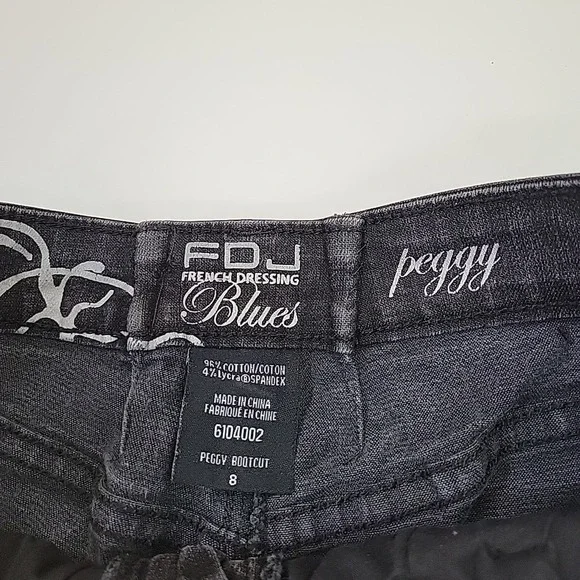 FDJ
FRENCH DRESSING
Blues
peggy
96% COTTON/COTON
4% lycra® SPANDEX
MADE IN CHINA
FABRIQUÉ EN CHINE
6104002
PEGGY BOOTCUT
8